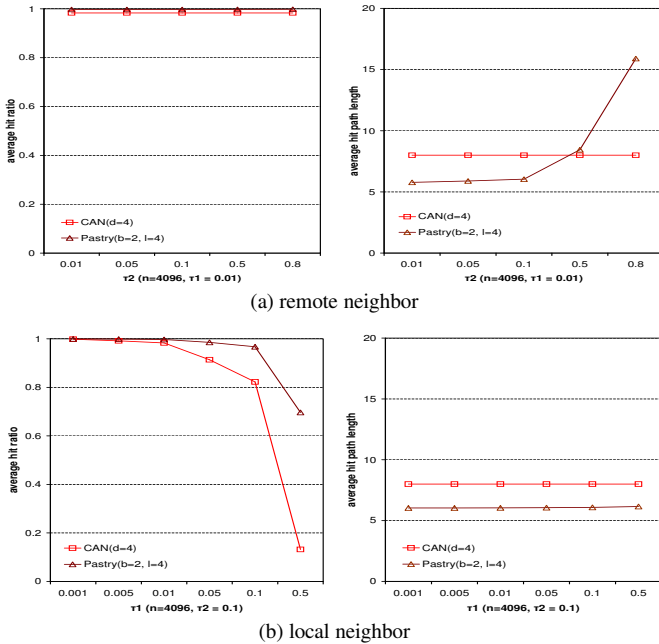 1
0.8
0.6
0.4
0.2
0
average hit ratio
CAN(d=4)
Pastry(b=2, l=4)
0.01 0.05 0.1 0.5 0.8
τ2 (n=4096, τ1 = 0.01)
20
15
10
5
0
average hit path length
CAN(d=4)
Pastry(b=2, l=4)
0.01 0.05 0.1 0.5 0.8
τ2 (n=4096, τ1 = 0.01)
(a) remote neighbor
1
0.8
0.6
0.4
0.2
0
average hit ratio
CAN(d=4)
Pastry(b=2, l=4)
0.001 0.005 0.01 0.05 0.1 0.5
τ1 (n=4096, τ2 = 0.1)
20
15
10
5
0
average hit path length
CAN(d=4)
Pastry(b=2, l=4)
0.001 0.005 0.01 0.05 0.1 0.5
τ1 (n=4096, τ2 = 0.1)
(b) local neighbor